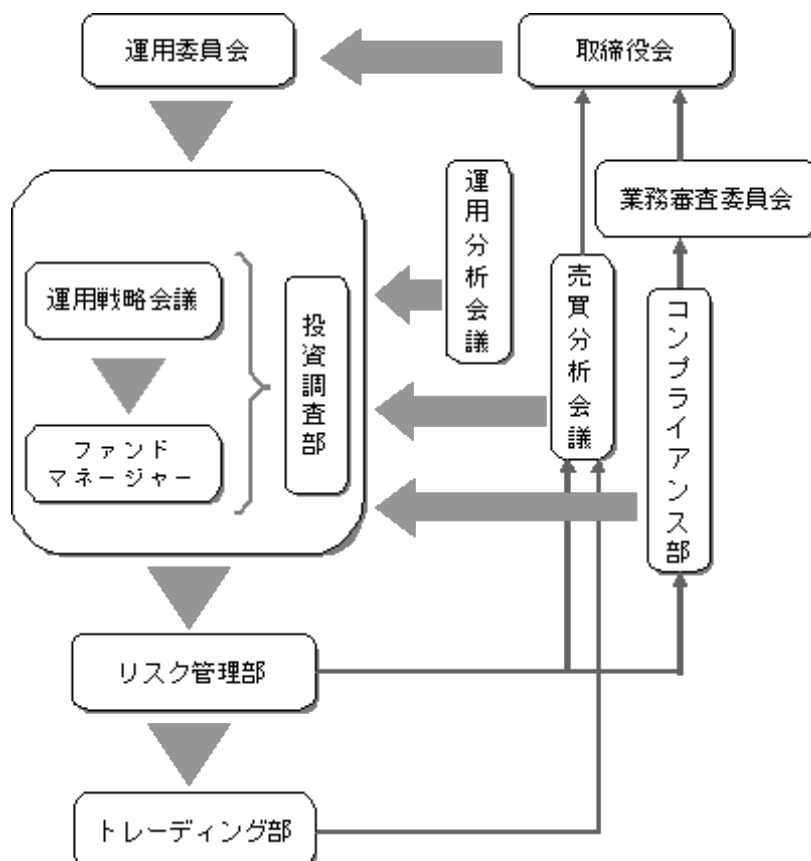 運用委員会
取締役会
業務審査委員会
運用分析会議
売買分析会議
コンプライアンス部
運用戦略会議
投資調査部
ファンド
マネージャー
リスク管理部
トレーディング部